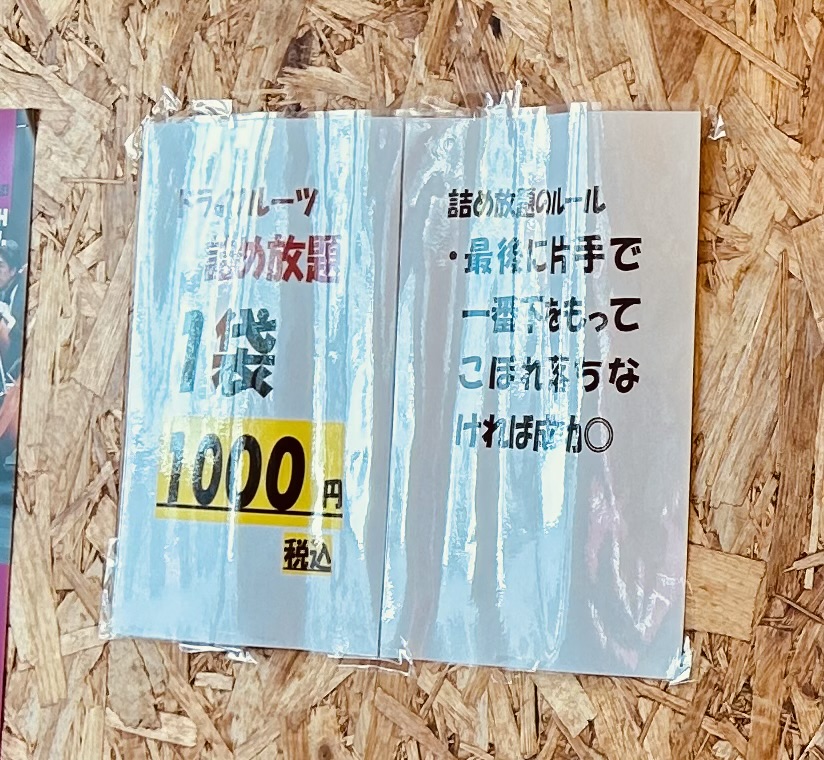 ドライフルーツ
詰め放題
1袋
1000円
税込
詰め放題のルール
・最後に片手で
一番下をもって
こぼれ落ちな
ければ成功○